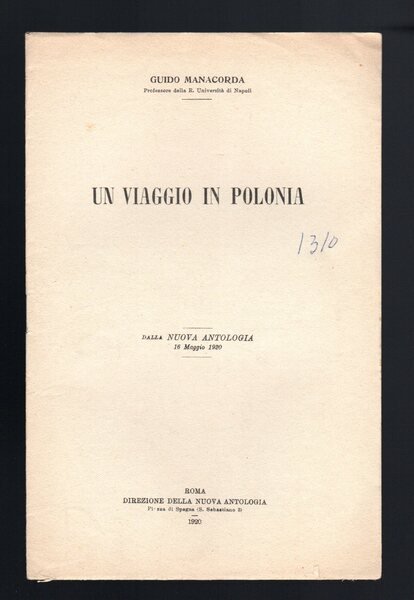 GUIDO MANACORDA
Professore della R. Università di Napoli
UN VIAGGIO IN POLONIA
1310
DALLA NUOVA ANTOLOGIA
16 Maggio 1920
ROMA
DIREZIONE DELLA NUOVA ANTOLOGIA
Piazza di Spagna (S. Sebastiano 3)
1920